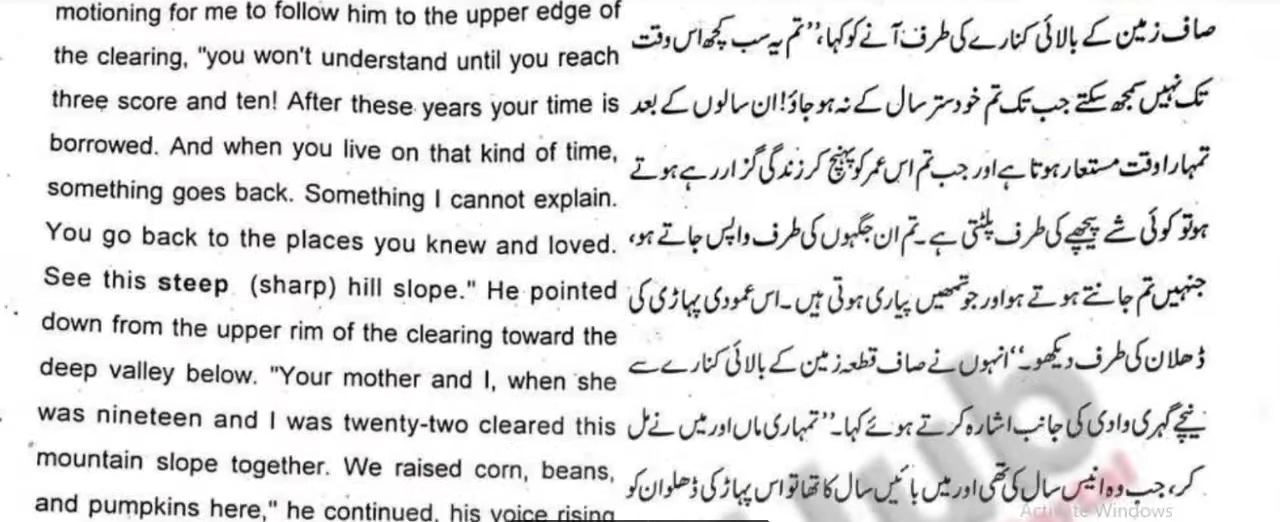 motioning for me to follow him to the upper edge of
the clearing, "you won't understand until you reach
three score and ten! After these years your time is
borrowed. And when you live on that kind of time,
something goes back. Something I cannot explain.
You go back to the places you knew and loved.
See this steep (sharp) hill slope." He pointed
down from the upper rim of the clearing toward the
deep valley below. "Your mother and I, when she
was nineteen and I was twenty-two cleared this
mountain slope together. We raised corn, beans,
and pumpkins here," he continued, his voice rising
صاف زمین کے بالائی کنارے کی طرف آنے کو کہا، ”تم یہ سب کچھ اس وقت
تک نہیں سمجھ سکتے جب تک تم خود ستر سال کے نہ ہو جاؤ! ان سالوں کے بعد
تمہارا وقت مستعار ہوتا ہے اور جب تم اس عمر کو پہنچ کر زندگی گزار رہے ہوتے
ہو تو کوئی شے پیچھے کی طرف پلٹتی ہے۔ تم ان جگہوں کی طرف واپس جاتے ہو،
جنہیں تم جانتے ہوتے ہو اور جو تمھیں پیاری ہوتی ہیں۔ اس عمودی پہاڑی کی
ڈھلان کی طرف دیکھو۔“ انہوں نے صاف قطعہ زمین کے بالائی کنارے سے
نیچے گہری وادی کی جانب اشارہ کرتے ہوئے کہا۔ ”تمہاری ماں اور میں نے مل
کر، جب وہ انیس سال کی تھی اور میں بائیس سال کا تھا تو اس پہاڑ کی ڈھلوان کو
Activate Windows